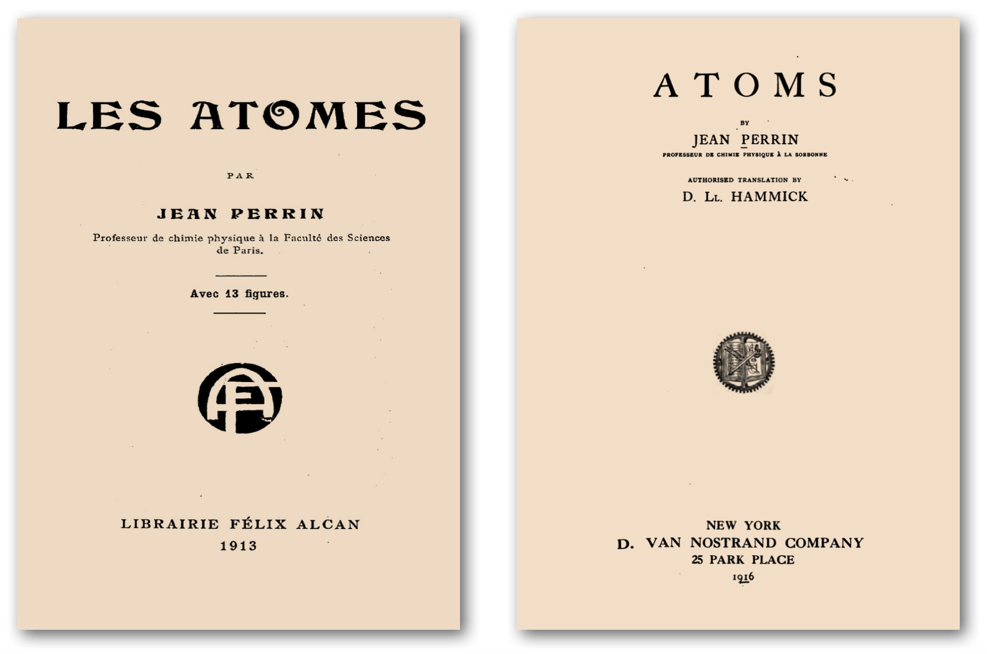 LES ATOMES
PAR
JEAN PERRIN
Professeur de chimie physique à la Faculté des Sciences
de Paris.
Avec 13 figures.
FA
LIBRAIRIE FÉLIX ALCAN
1913
ATOMS
BY
JEAN PERRIN
PROFESSEUR DE CHIMIE PHYSIQUE À LA SORBONNE
AUTHORISED TRANSLATION BY
D. LL. HAMMICK
NEW YORK
D. VAN NOSTRAND COMPANY
25 PARK PLACE
1916